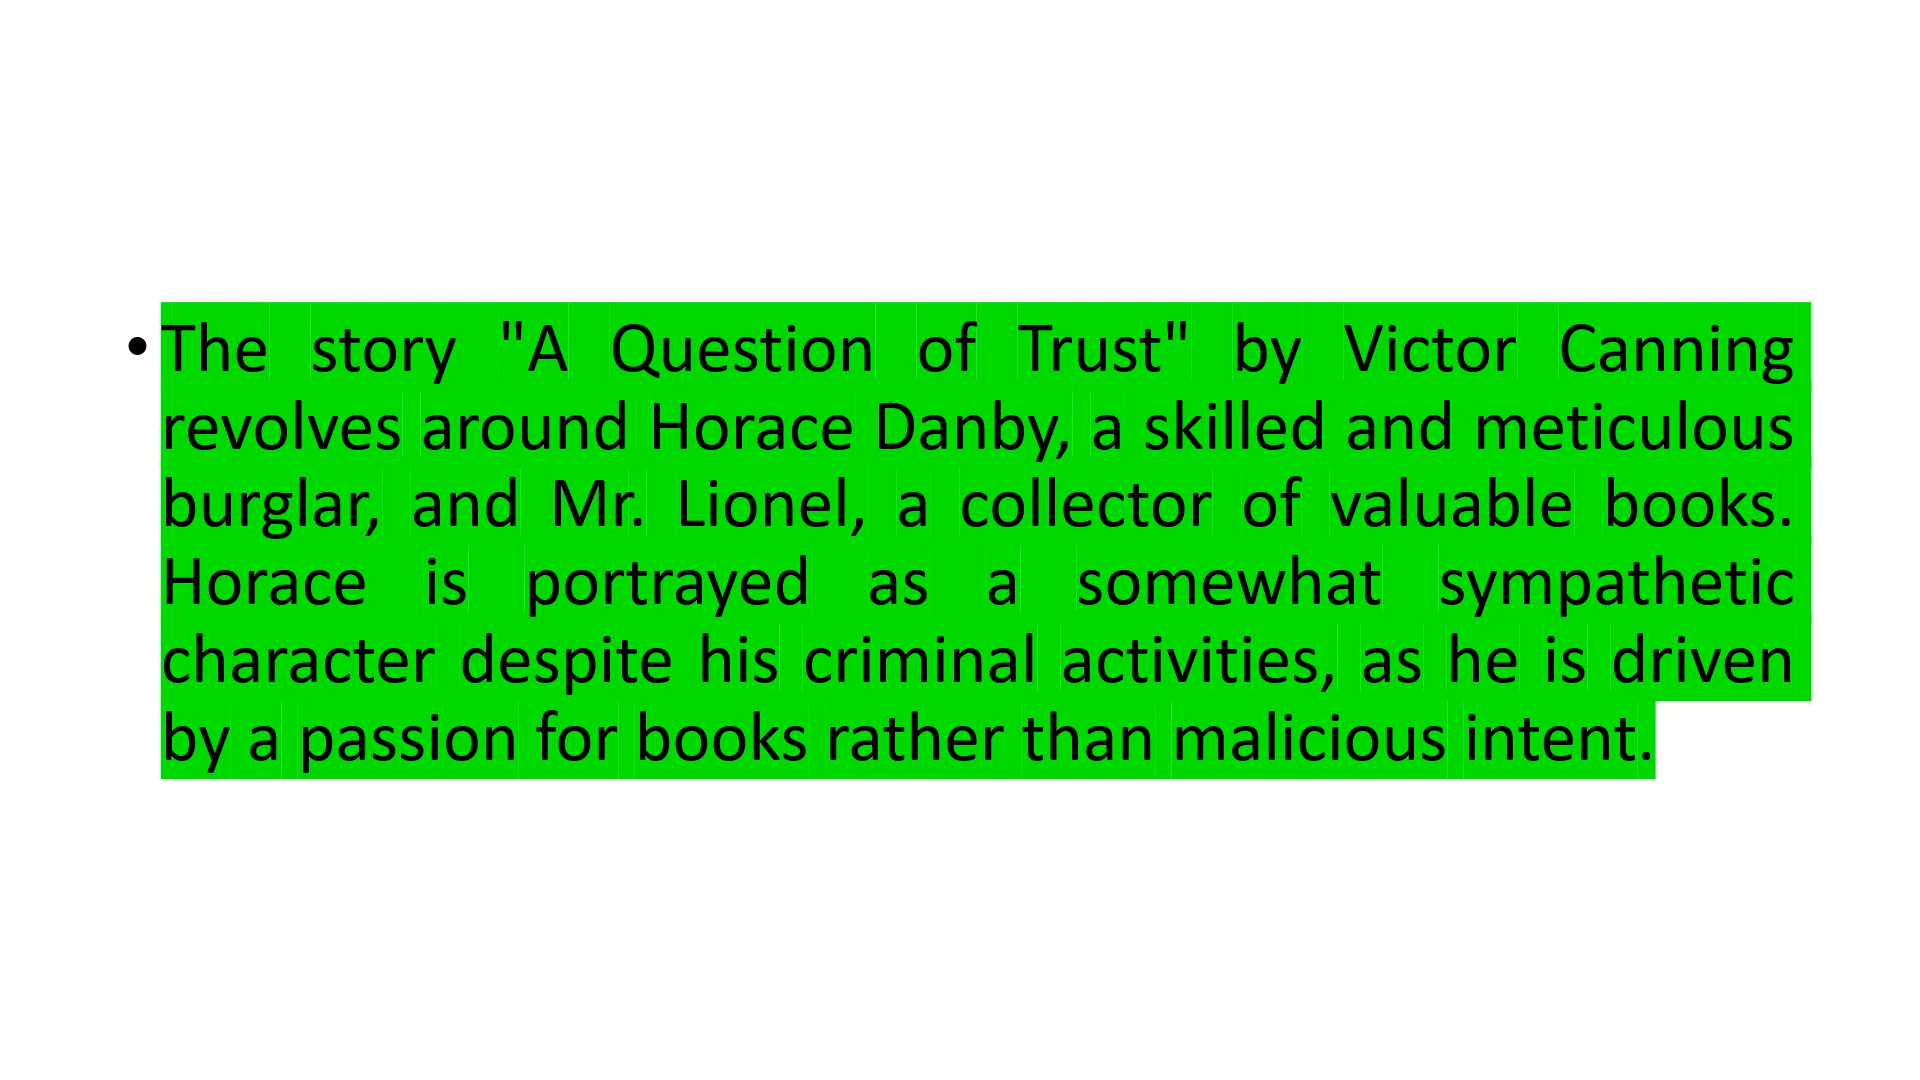 • The story "A Question of Trust" by Victor Canning
revolves around Horace Danby, a skilled and meticulous
burglar, and Mr. Lionel, a collector of valuable books.
Horace is portrayed as a somewhat sympathetic
character despite his criminal activities, as he is driven
by a passion for books rather than malicious intent.